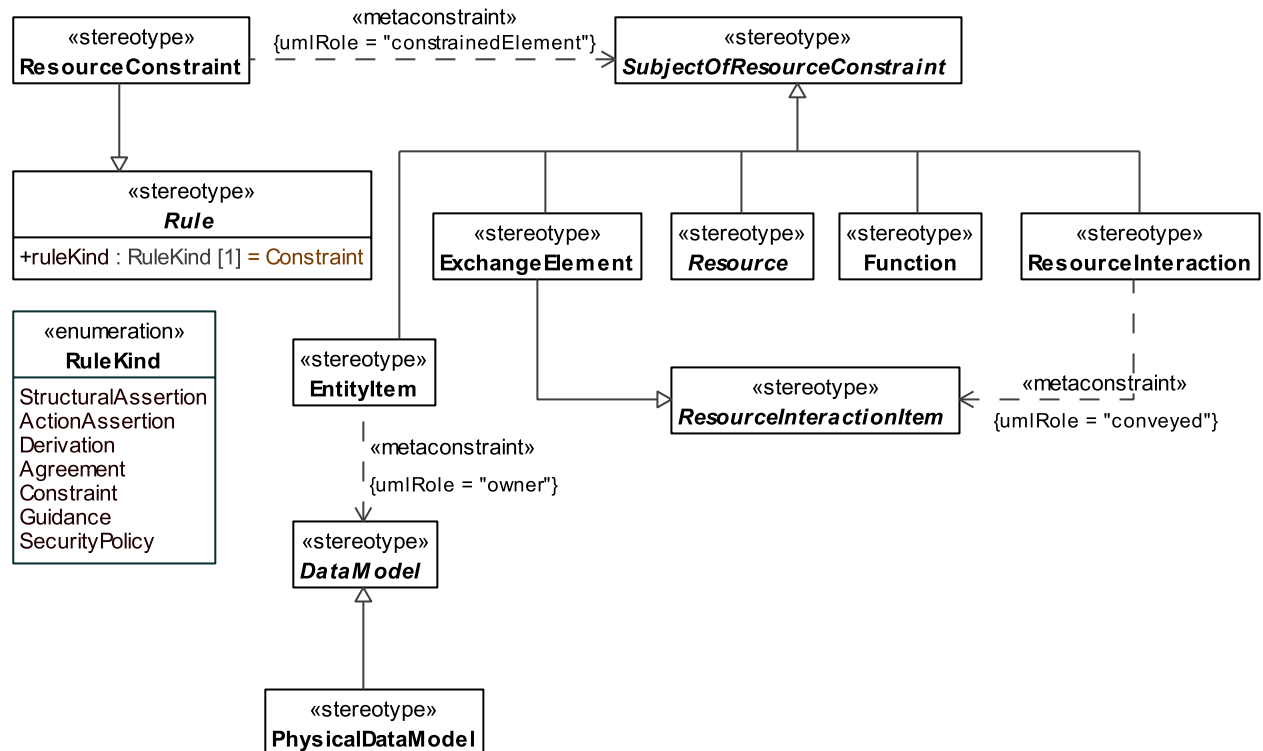 «stereotype»
ResourceConstraint
«metaconstraint»
{umlRole = "constrainedElement"}
«stereotype»
SubjectOfResourceConstraint
«stereotype»
Rule
+ruleKind : RuleKind [1] = Constraint
«stereotype»
ExchangeElement
«stereotype»
Resource
«stereotype»
Function
«stereotype»
ResourceInteraction
«enumeration»
RuleKind
StructuralAssertion
ActionAssertion
Derivation
Agreement
Constraint
Guidance
SecurityPolicy
«stereotype»
EntityItem
«stereotype»
ResourceInteractionItem
«metaconstraint»
{umlRole = "conveyed"}
«metaconstraint»
{umlRole = "owner"}
«stereotype»
DataModel
«stereotype»
PhysicalDataModel